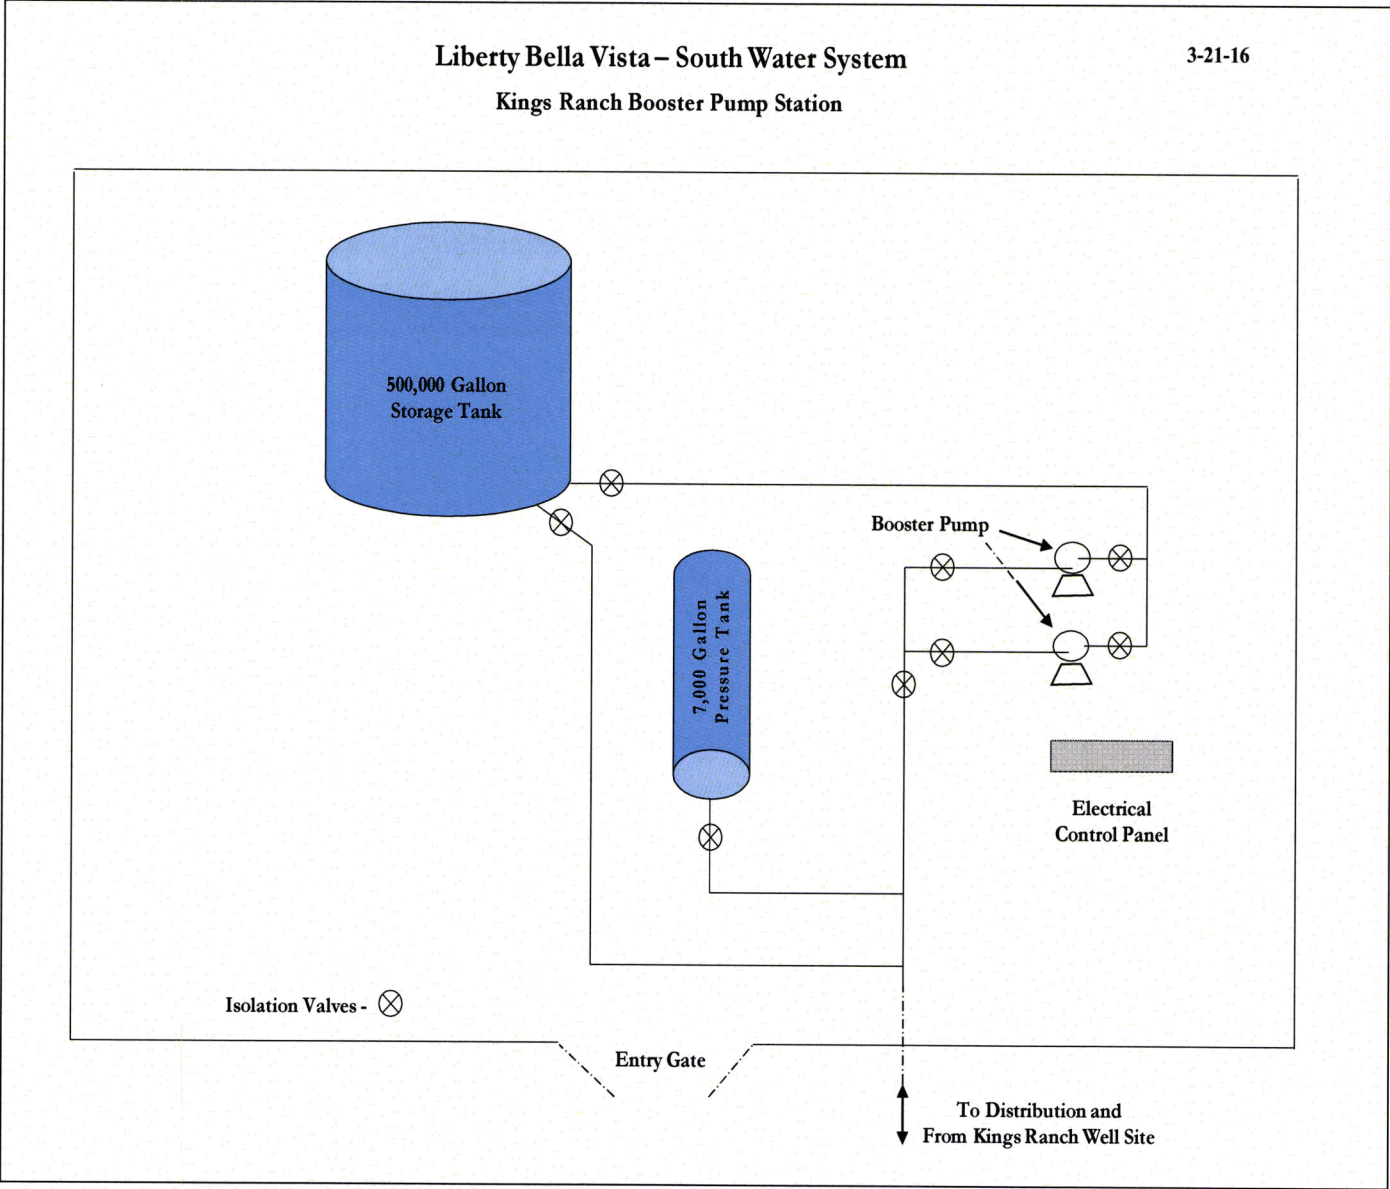 Liberty Bella Vista – South Water System
3-21-16
Kings Ranch Booster Pump Station
500,000 Gallon
Storage Tank
Booster Pump
7,000 Gallon
Pressure Tank
Electrical
Control Panel
Isolation Valves -
Entry Gate
To Distribution and
From Kings Ranch Well Site